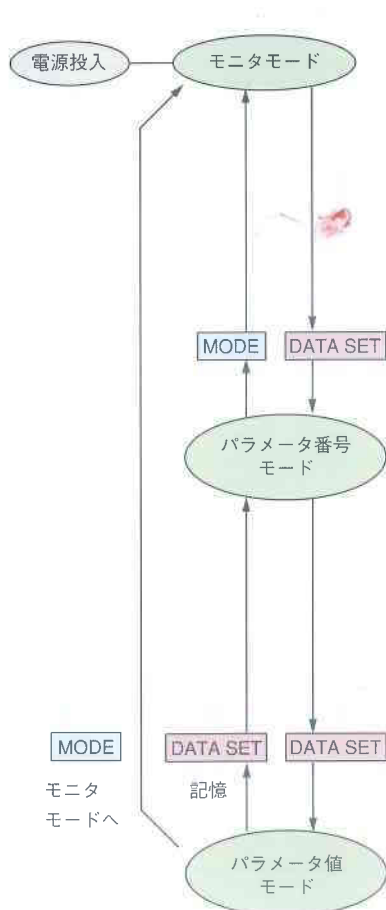 電源投入
モニタモード
MODE
DATA SET
パラメータ番号
モード
MODE
DATA SET
DATA SET
モニタ
モードへ
記憶
パラメータ値
モード